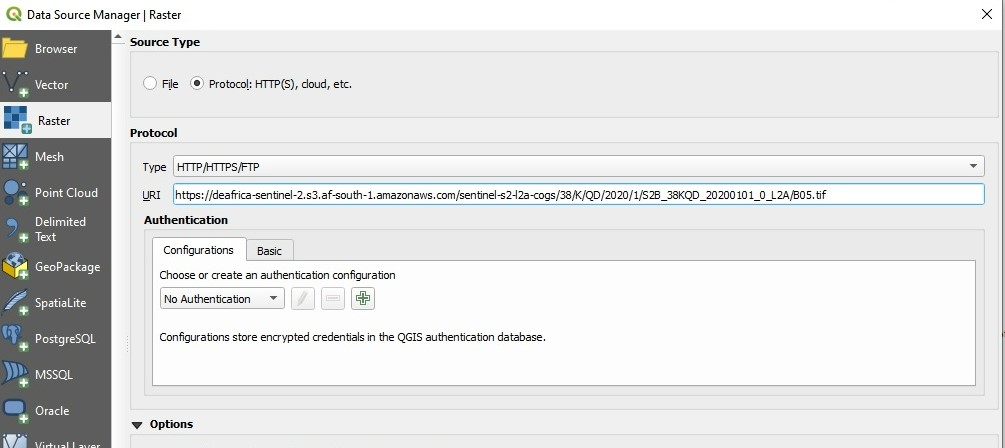 Data Source Manager | Raster
Browser
Vector
Raster
Mesh
Point Cloud
Delimited
Text
GeoPackage
SpatiaLite
PostgreSQL
MSSQL
Oracle
Virtual Layer
Source Type
File
Protocol: HTTP(S), cloud, etc.
Protocol
Type
HTTP/HTTPS/FTP
URI
https://deafrica-sentinel-2.s3.af-south-1.amazonaws.com/sentinel-s2-l2a-cogs/38/K/QD/2020/1/S2B_38KQD_20200101_0_L2A/B05.tif
Authentication
Configurations
Basic
Choose or create an authentication configuration
No Authentication
Configurations store encrypted credentials in the QGIS authentication database.
Options